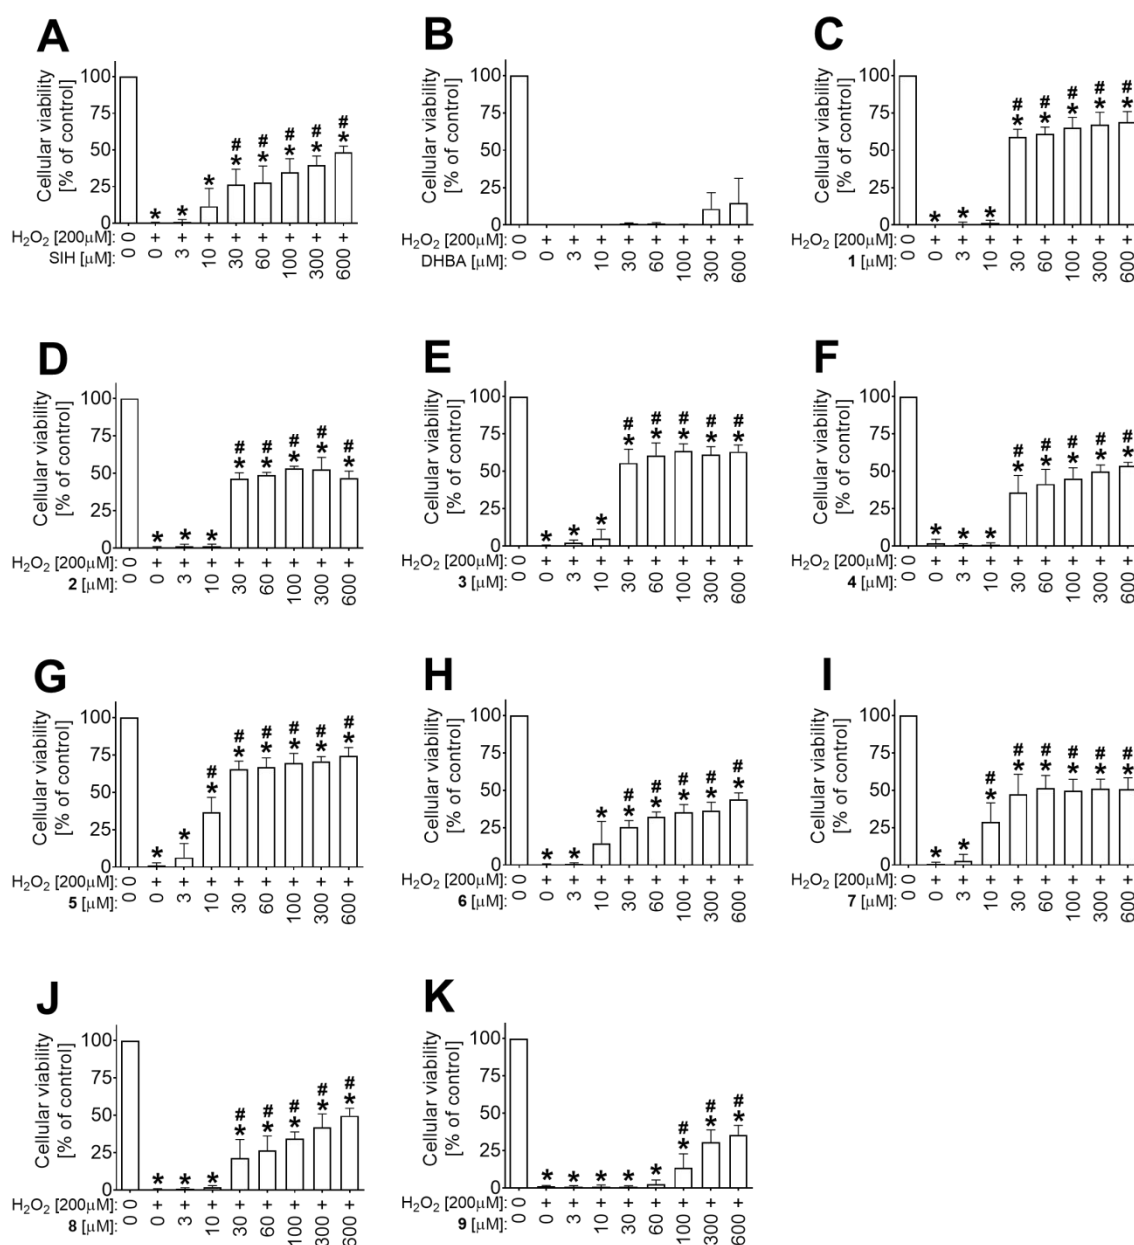 A
B
C
Cellular viability
[% of control]
100
75
50
25
0
* * * #* #* #* #* #*
H₂O₂ [200μM]: 0 + + + + + + + +
SIH [μM]: 0 0 3 10 30 60 100 300 600
Cellular viability
[% of control]
100
75
50
25
0
H₂O₂ [200μM]: 0 + + + + + + + +
DHBA [μM]: 0 0 3 10 30 60 100 300 600
Cellular viability
[% of control]
100
75
50
25
0
* * * #* #* #* #* #*
H₂O₂ [200μM]: 0 + + + + + + + +
1 [μM]: 0 0 3 10 30 60 100 300 600
D
E
F
Cellular viability
[% of control]
100
75
50
25
0
* * * #* #* #* #* #*
H₂O₂ [200μM]: 0 + + + + + + + +
2 [μM]: 0 0 3 10 30 60 100 300 600
Cellular viability
[% of control]
100
75
50
25
0
* * * #* #* #* #* #*
H₂O₂ [200μM]: 0 + + + + + + + +
3 [μM]: 0 0 3 10 30 60 100 300 600
Cellular viability
[% of control]
100
75
50
25
0
* * * #* #* #* #* #*
H₂O₂ [200μM]: 0 + + + + + + + +
4 [μM]: 0 0 3 10 30 60 100 300 600
G
H
I
Cellular viability
[% of control]
100
75
50
25
0
* * #* #* #* #* #* #*
H₂O₂ [200μM]: 0 + + + + + + + +
5 [μM]: 0 0 3 10 30 60 100 300 600
Cellular viability
[% of control]
100
75
50
25
0
* * * #* #* #* #* #*
H₂O₂ [200μM]: 0 + + + + + + + +
6 [μM]: 0 0 3 10 30 60 100 300 600
Cellular viability
[% of control]
100
75
50
25
0
* * #* #* #* #* #* #*
H₂O₂ [200μM]: 0 + + + + + + + +
7 [μM]: 0 0 3 10 30 60 100 300 600
J
K
Cellular viability
[% of control]
100
75
50
25
0
* * * #* #* #* #* #*
H₂O₂ [200μM]: 0 + + + + + + + +
8 [μM]: 0 0 3 10 30 60 100 300 600
Cellular viability
[% of control]
100
75
50
25
0
* * * * * #* #* #*
H₂O₂ [200μM]: 0 + + + + + + + +
9 [μM]: 0 0 3 10 30 60 100 300 600